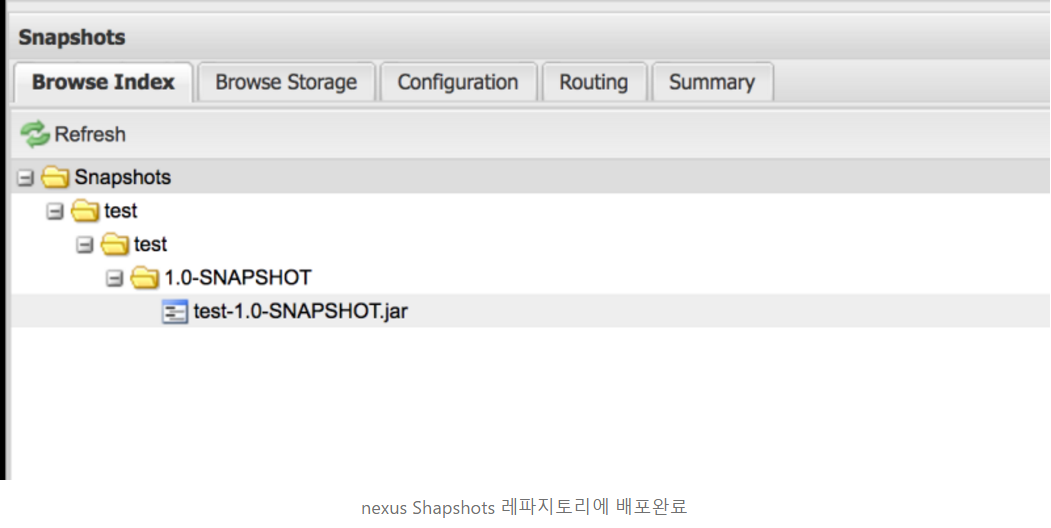 Snapshots
Browse Index Browse Storage Configuration Routing Summary
Refresh
Snapshots
test
test
1.0-SNAPSHOT
test-1.0-SNAPSHOT.jar
nexus Shapshots 레파지토리에 배포완료